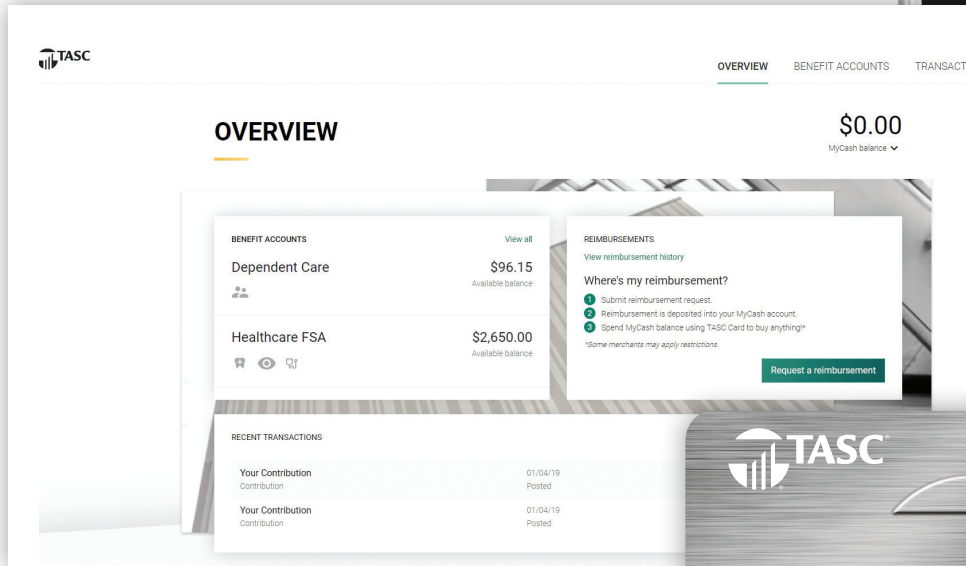 TASC
OVERVIEW BENEFIT ACCOUNTS TRANSACT
OVERVIEW
$0.00
MyCash balance
BENEFIT ACCOUNTS View all
Dependent Care $96.15
Available balance
Healthcare FSA $2,650.00
Available balance
REIMBURSEMENTS
View reimbursement history
Where's my reimbursement?
1 Submit reimbursement request.
2 Reimbursement is deposited into your MyCash account.
3 Spend MyCash balance using TASC Card to buy anything!*
*Some merchants may apply restrictions.
Request a reimbursement
RECENT TRANSACTIONS
Your Contribution 01/04/19
Contribution Posted
Your Contribution 01/04/19
Contribution Posted
TASC®